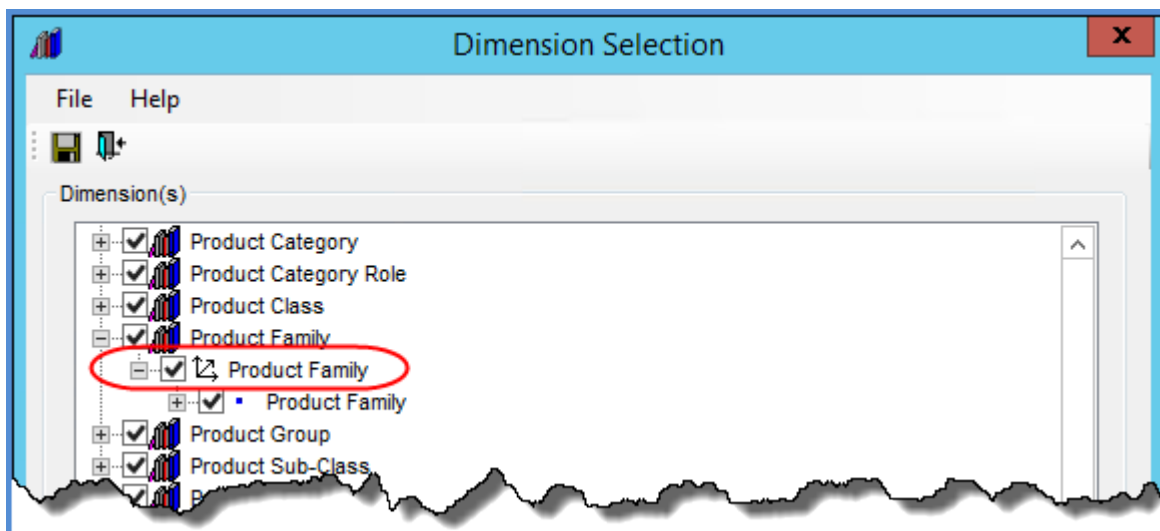 Dimension Selection
x
File Help
Dimension(s)
Product Category
Product Category Role
Product Class
Product Family
Product Family
Product Family
Product Group
Product Sub-Class